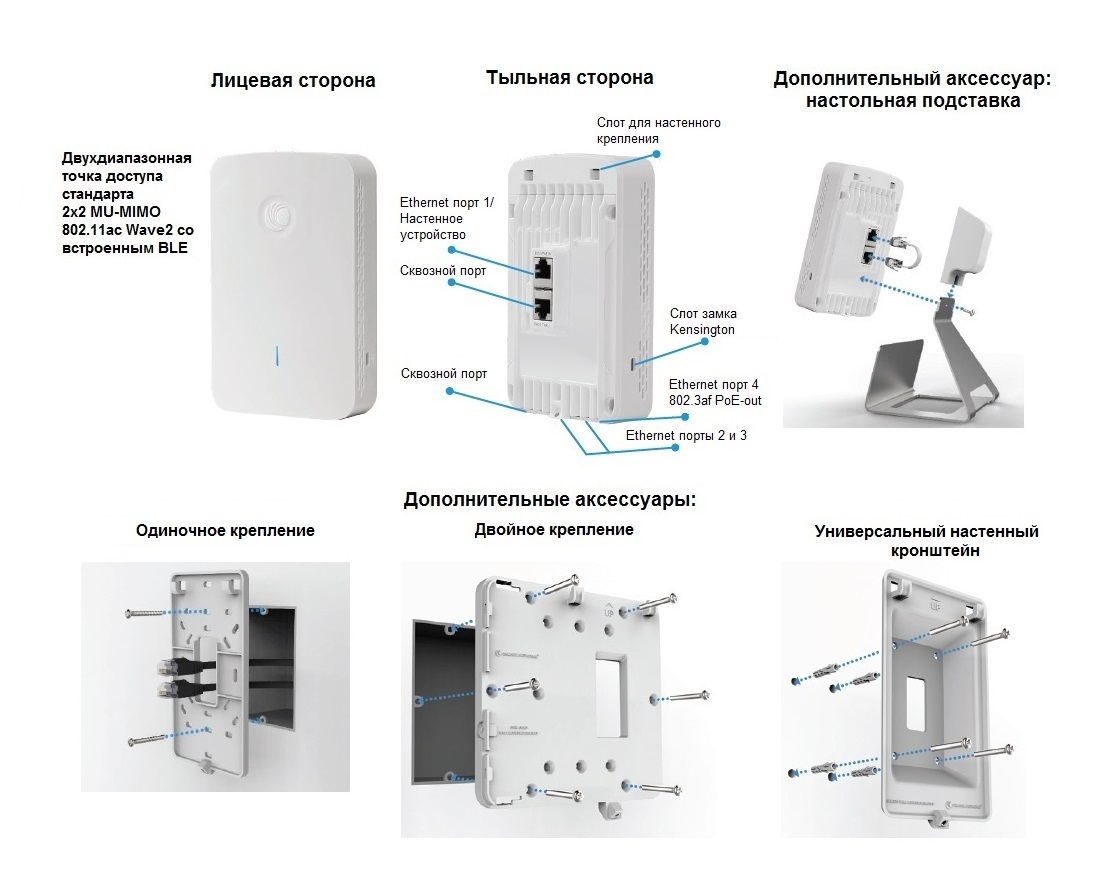 Лицевая сторона
Тыльная сторона
Дополнительный аксессуар:
настольная подставка
Двухдиапазонная
точка доступа
стандарта
2x2 MU-MIMO
802.11ac Wave2 со
встроенным BLE
Слот для настенного
крепления
Ethernet порт 1/
Настенное
устройство
Сквозной порт
Слот замка
Kensington
Сквозной порт
Ethernet порт 4
802.3af PoE-out
Ethernet порты 2 и 3
Дополнительные аксессуары:
Одиночное крепление
Двойное крепление
Универсальный настенный
кронштейн
UP
UP